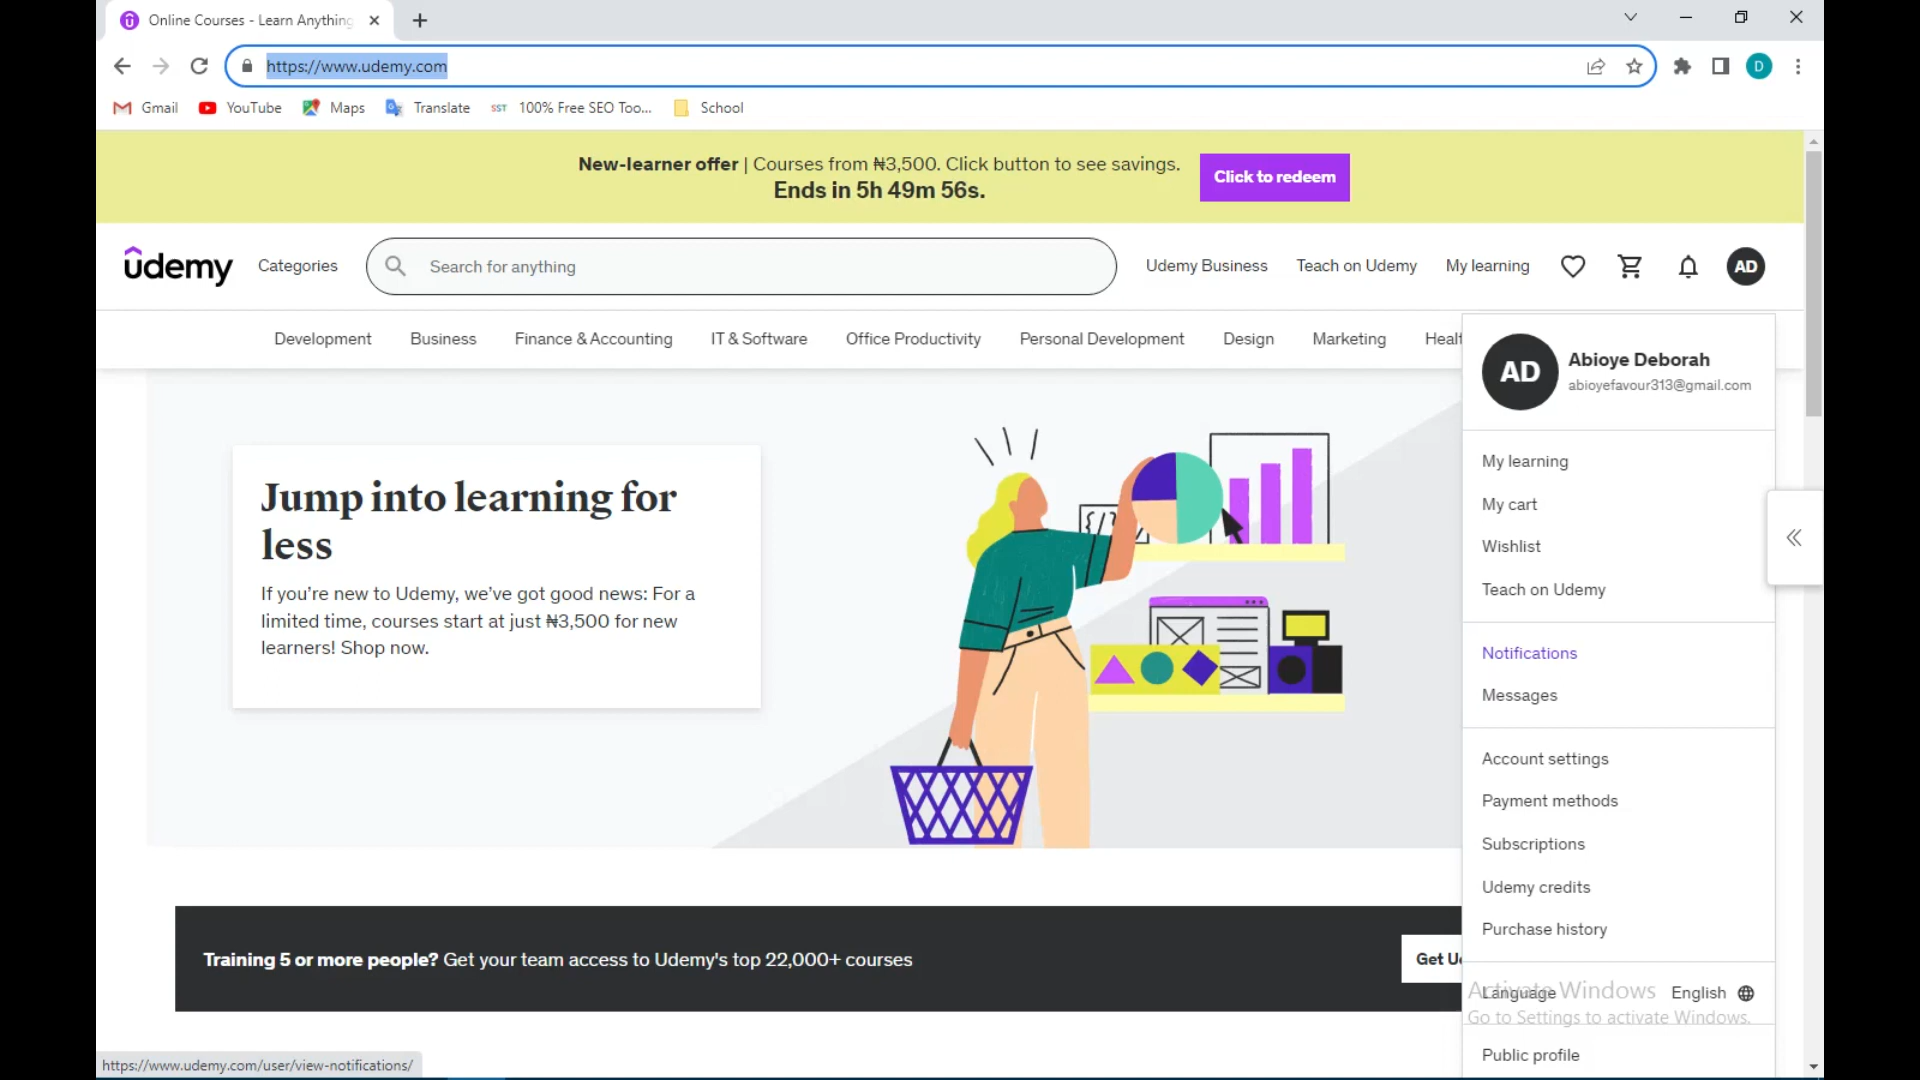 Online Courses - Learn Anything
https://www.udemy.com
D
Gmail
YouTube
Maps
Translate
SST 100% Free SEO Too...
School
New-learner offer | Courses from ₦3,500. Click button to see savings.
Ends in 5h 49m 56s.
Click to redeem
udemy
Categories
Search for anything
Udemy Business
Teach on Udemy
My learning
AD
Development
Business
Finance & Accounting
IT & Software
Office Productivity
Personal Development
Design
Marketing
Healt
AD
Abioye Deborah
abioyefavour313@gmail.com
My learning
My cart
Wishlist
Teach on Udemy
Notifications
Messages
Account settings
Payment methods
Subscriptions
Udemy credits
Purchase history
Language
English
Public profile
Jump into learning for
less
If you’re new to Udemy, we’ve got good news: For a
limited time, courses start at just ₦3,500 for new
learners! Shop now.
{/}
Training 5 or more people? Get your team access to Udemy's top 22,000+ courses
Get U
Activate Windows
Go to Settings to activate Windows.
https://www.udemy.com/user/view-notifications/